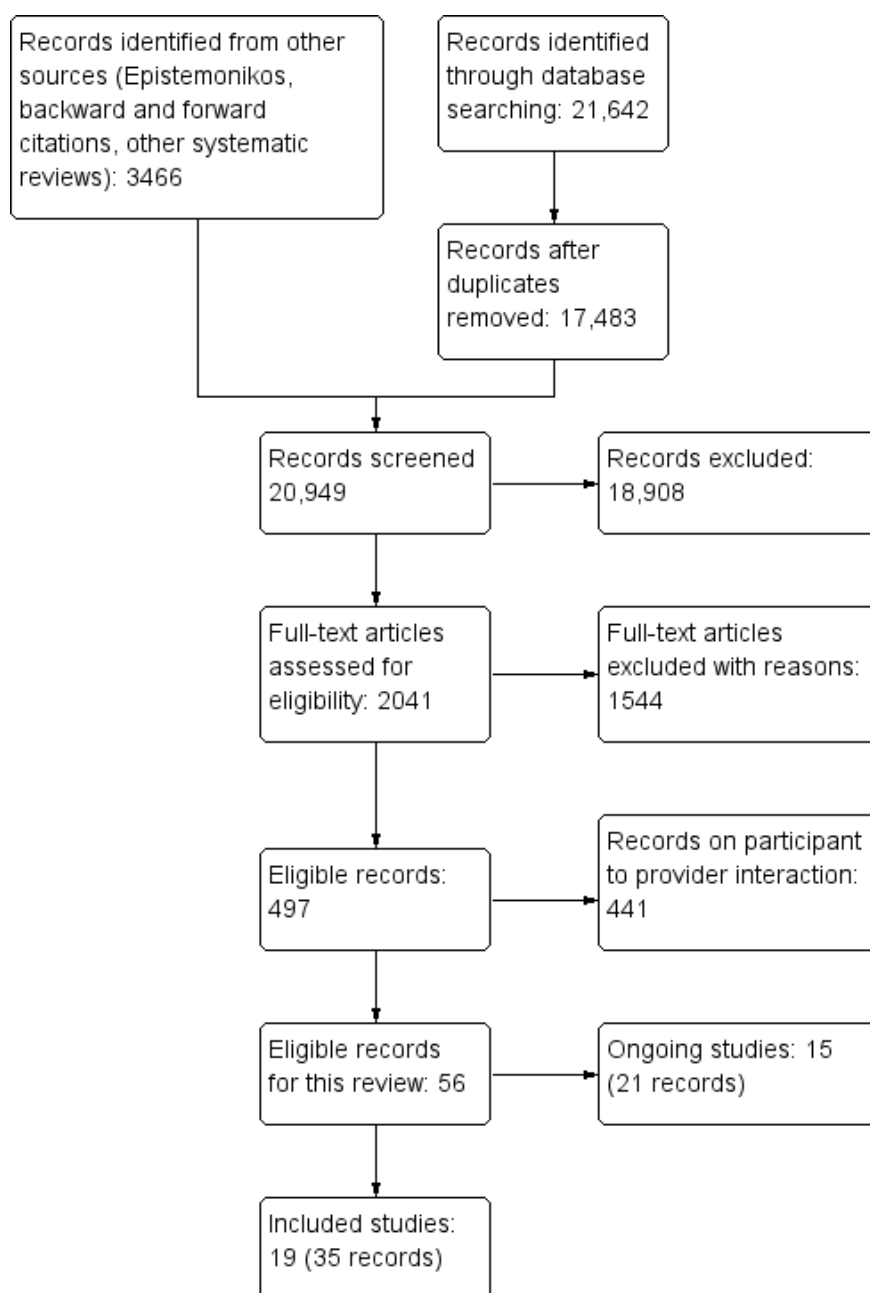 Records identified from other
sources (Epistemonikos,
backward and forward
citations, other systematic
reviews): 3466
Records identified
through database
searching: 21,642
Records after
duplicates
removed: 17,483
Records screened
20,949
Records excluded:
18,908
Full-text articles
assessed for
eligibility: 2041
Full-text articles
excluded with reasons:
1544
Eligible records:
497
Records on participant
to provider interaction:
441
Eligible records
for this review: 56
Ongoing studies: 15
(21 records)
Included studies:
19 (35 records)